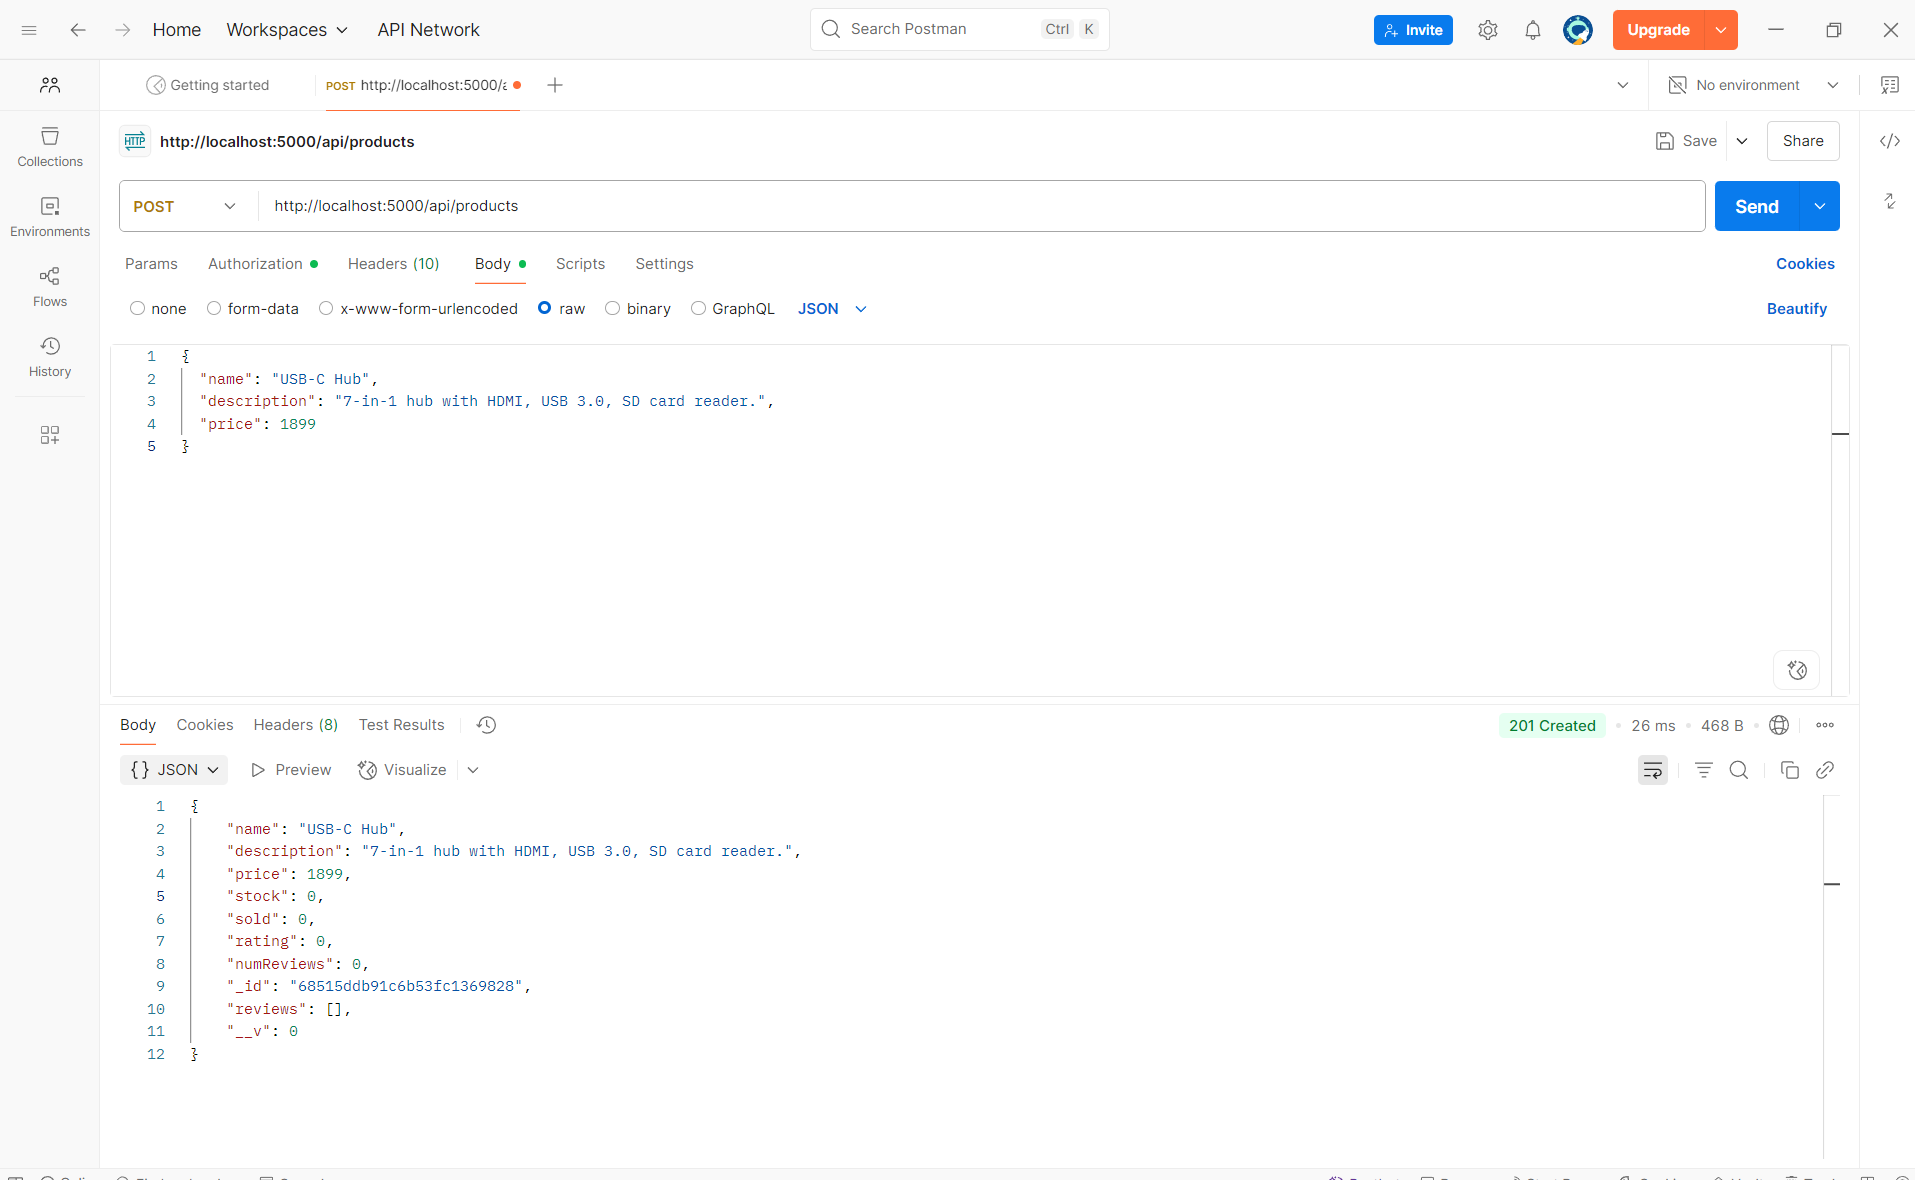 Home Workspaces API Network Search Postman Ctrl K Invite Upgrade
Getting started POST http://localhost:5000/a No environment
HTTP http://localhost:5000/api/products Save Share
Collections
POST http://localhost:5000/api/products Send
Environments
Params Authorization Headers (10) Body Scripts Settings Cookies
Flows
none form-data x-www-form-urlencoded raw binary GraphQL JSON Beautify
History
1 {
2 "name": "USB-C Hub",
3 "description": "7-in-1 hub with HDMI, USB 3.0, SD card reader.",
4 "price": 1899
5 }
Body Cookies Headers (8) Test Results 201 Created 26 ms 468 B
{} JSON Preview Visualize
1 {
2 "name": "USB-C Hub",
3 "description": "7-in-1 hub with HDMI, USB 3.0, SD card reader.",
4 "price": 1899,
5 "stock": 0,
6 "sold": 0,
7 "rating": 0,
8 "numReviews": 0,
9 "_id": "68515ddb91c6b53fc1369828",
10 "reviews": [],
11 "__v": 0
12 }